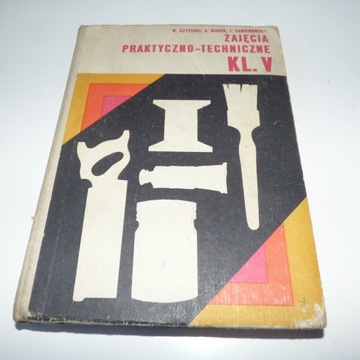 ZAJĘCIA
PRAKTYCZNO-TECHNICZNE
KL. V